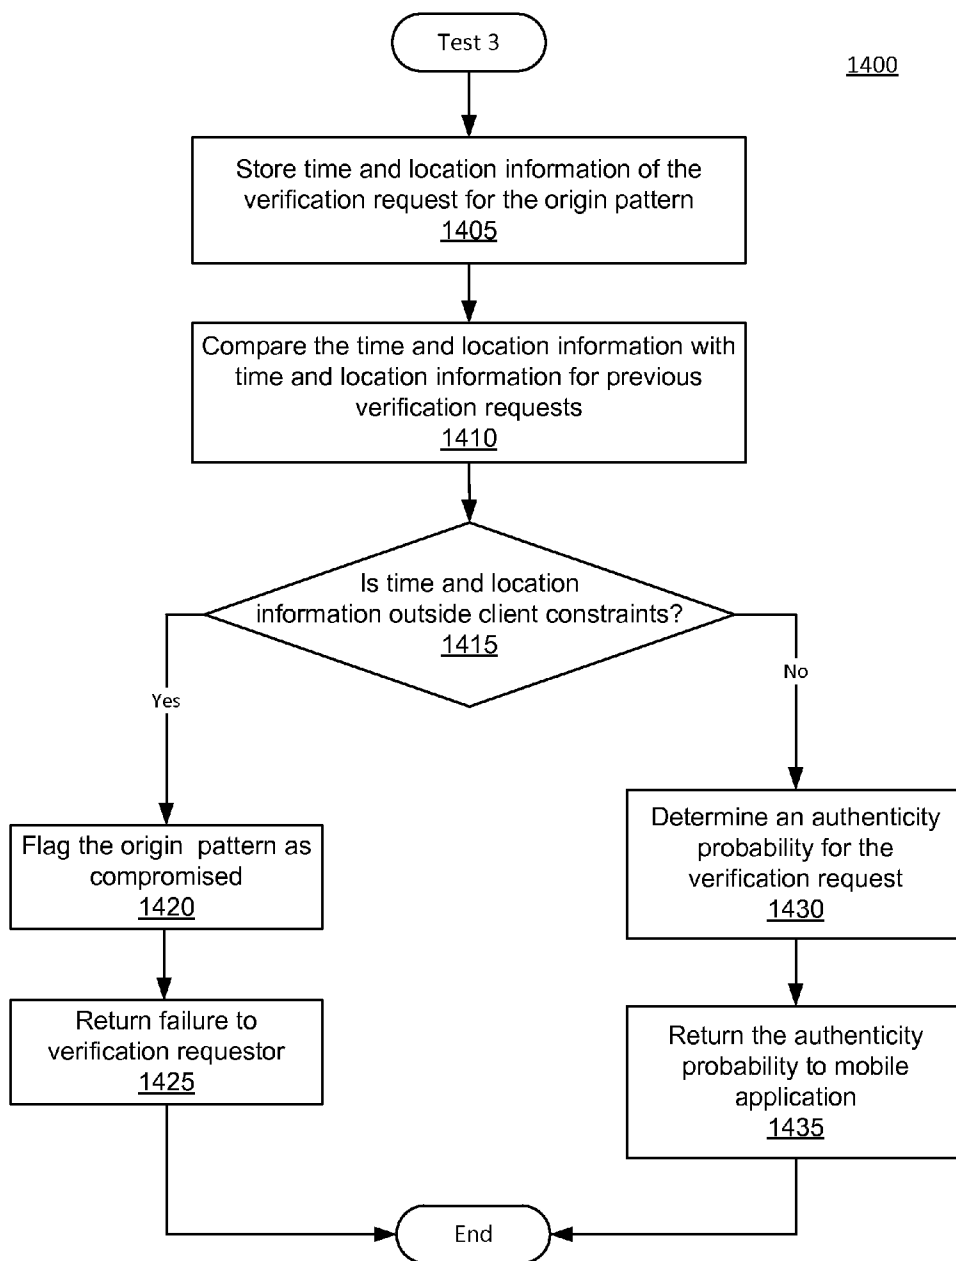 Test 3
1400
Store time and location information of the
verification request for the origin pattern
1405
Compare the time and location information with
time and location information for previous
verification requests
1410
Is time and location
information outside client constraints?
1415
Yes
No
Flag the origin pattern as
compromised
1420
Return failure to
verification requestor
1425
Determine an authenticity
probability for the
verification request
1430
Return the authenticity
probability to mobile
application
1435
End